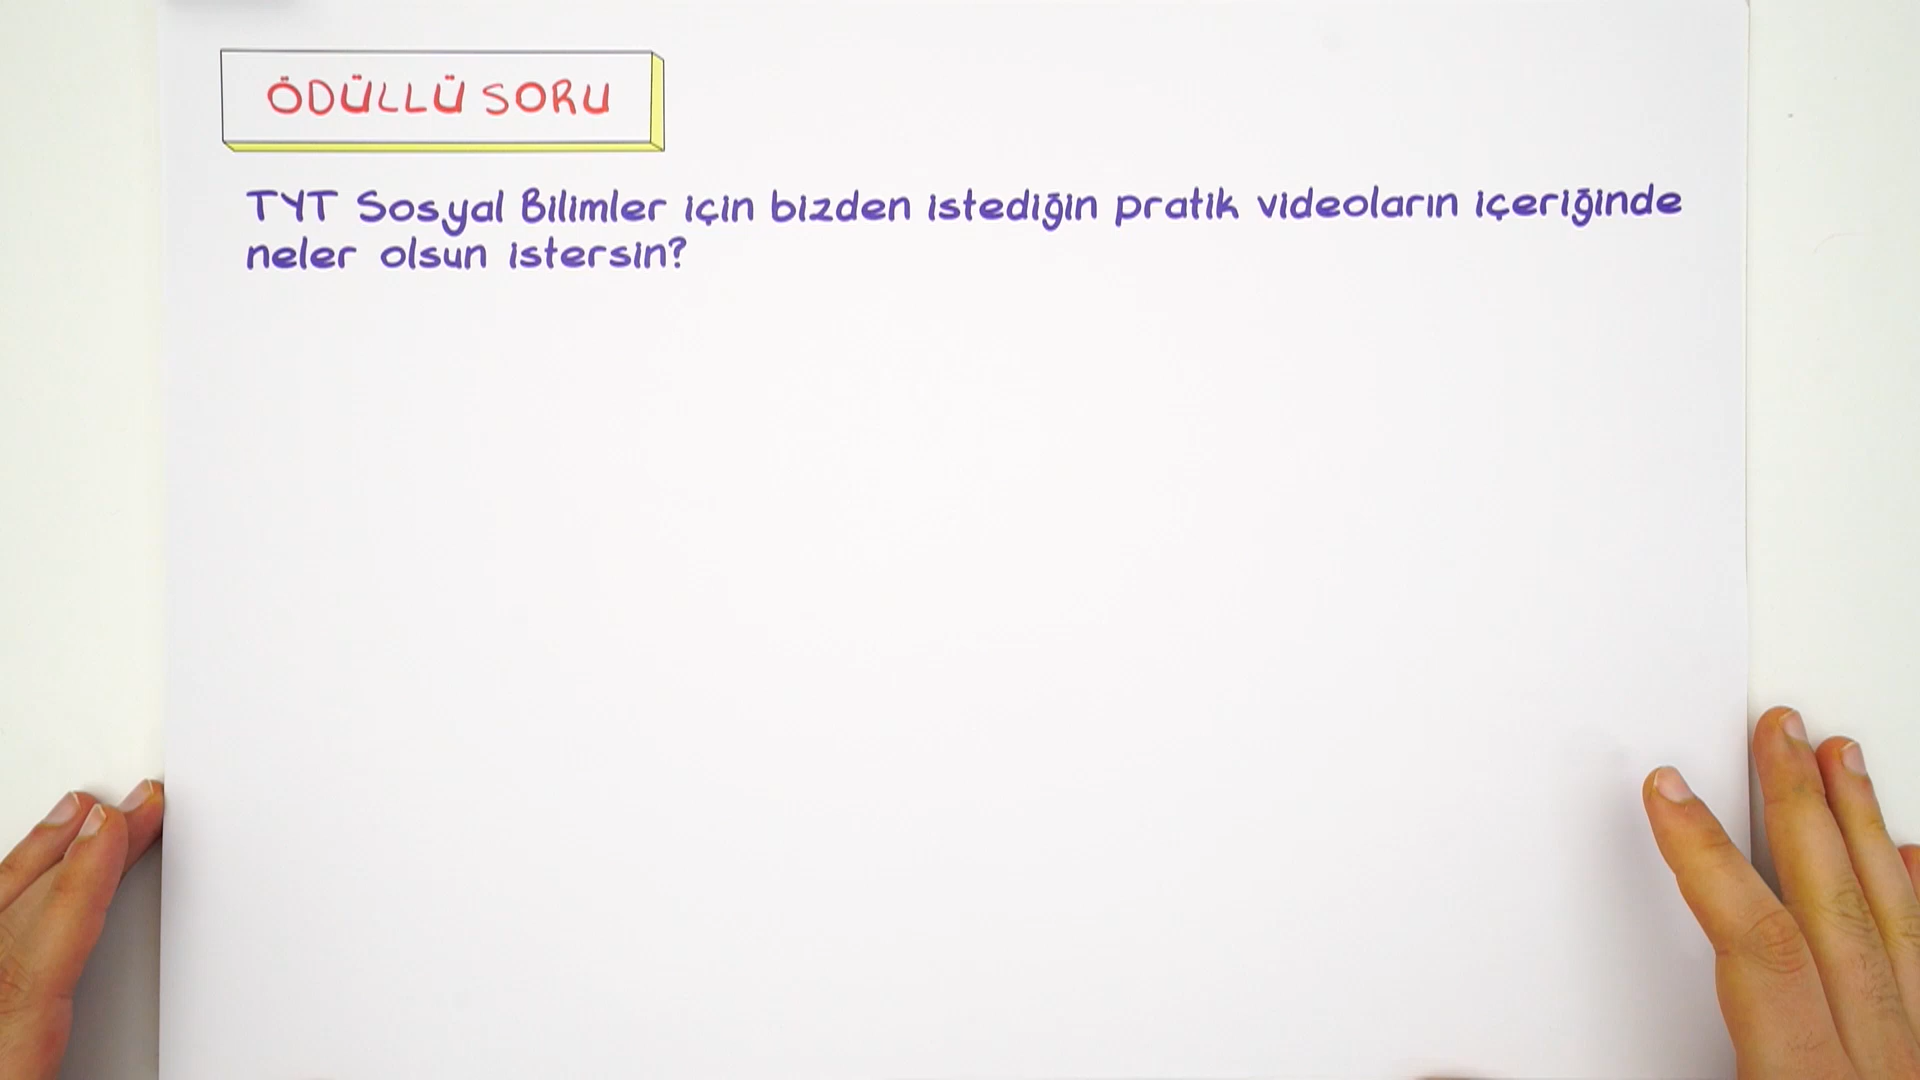 ÖDÜLLÜ SORU
TYT Sosyal Bilimler için bizden istediğin pratik videoların içeriğinde
neler olsun istersin?